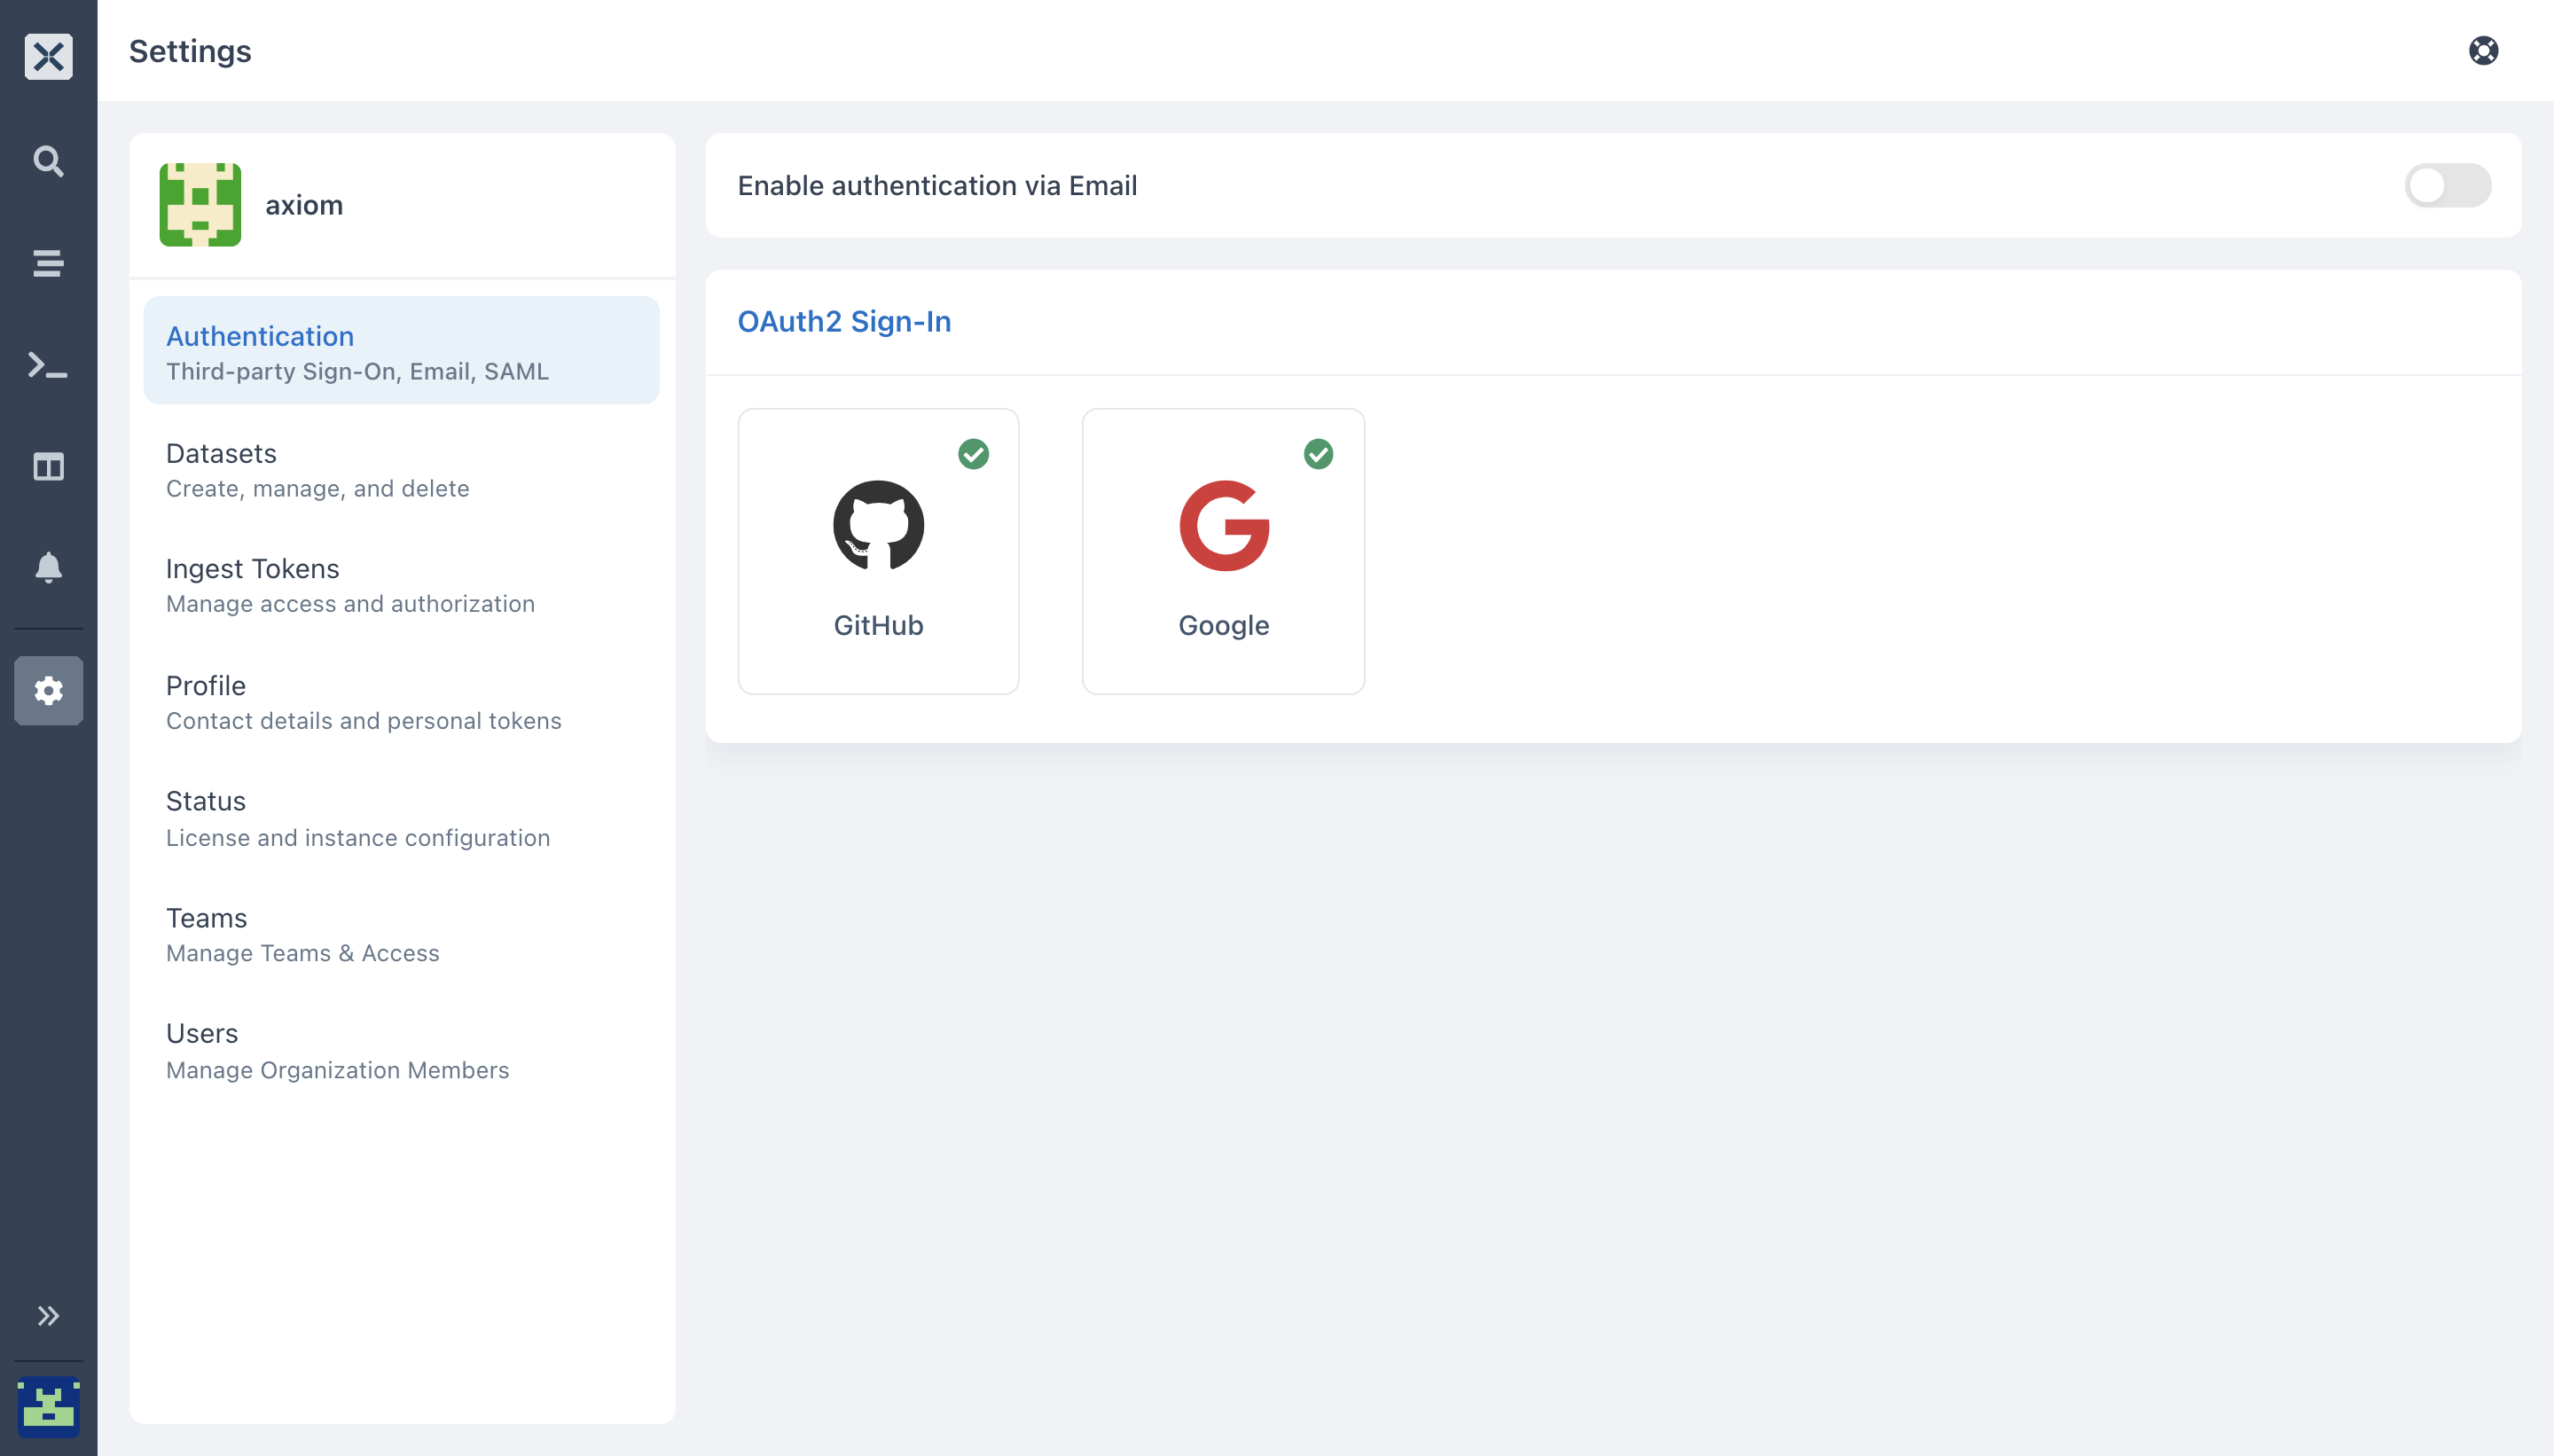 Settings
axiom
Authentication
Third-party Sign-On, Email, SAML
Datasets
Create, manage, and delete
Ingest Tokens
Manage access and authorization
Profile
Contact details and personal tokens
Status
License and instance configuration
Teams
Manage Teams & Access
Users
Manage Organization Members
Enable authentication via Email
OAuth2 Sign-In
GitHub
Google